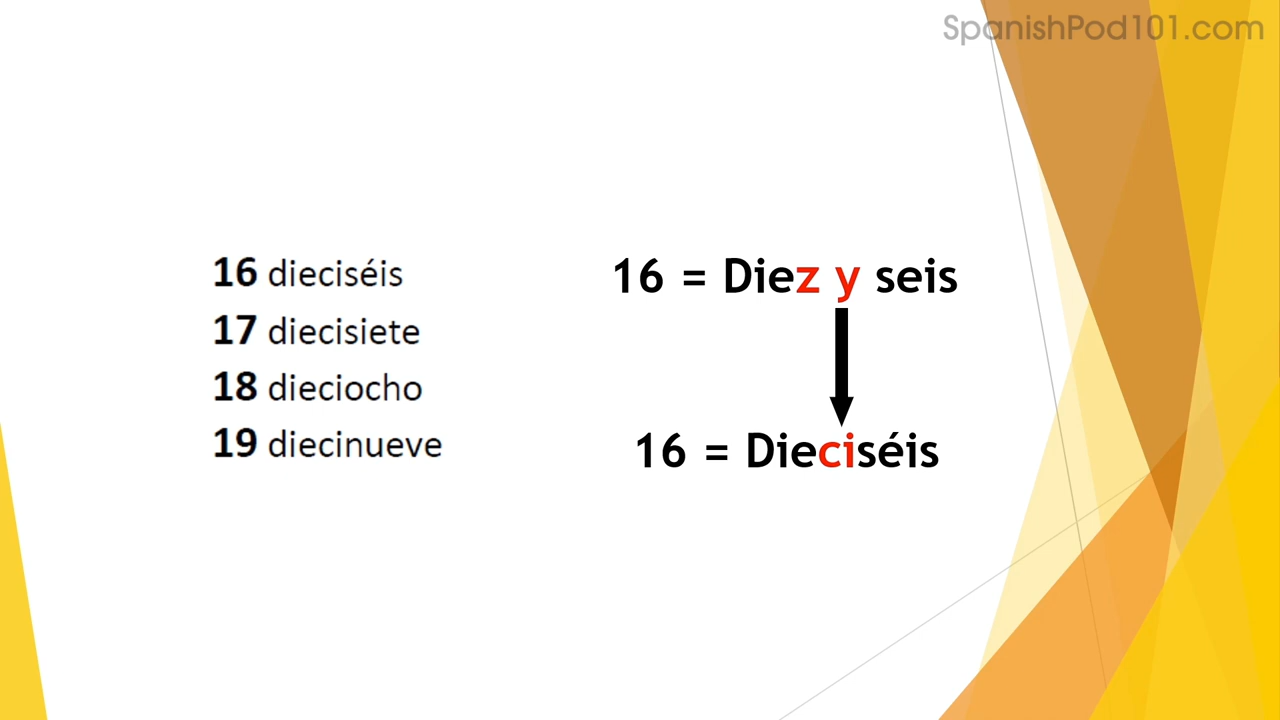 SpanishPod101.com
16 dieciséis
17 diecisiete
18 dieciocho
19 diecinueve
16 = Diez y seis
16 = Dieciséis